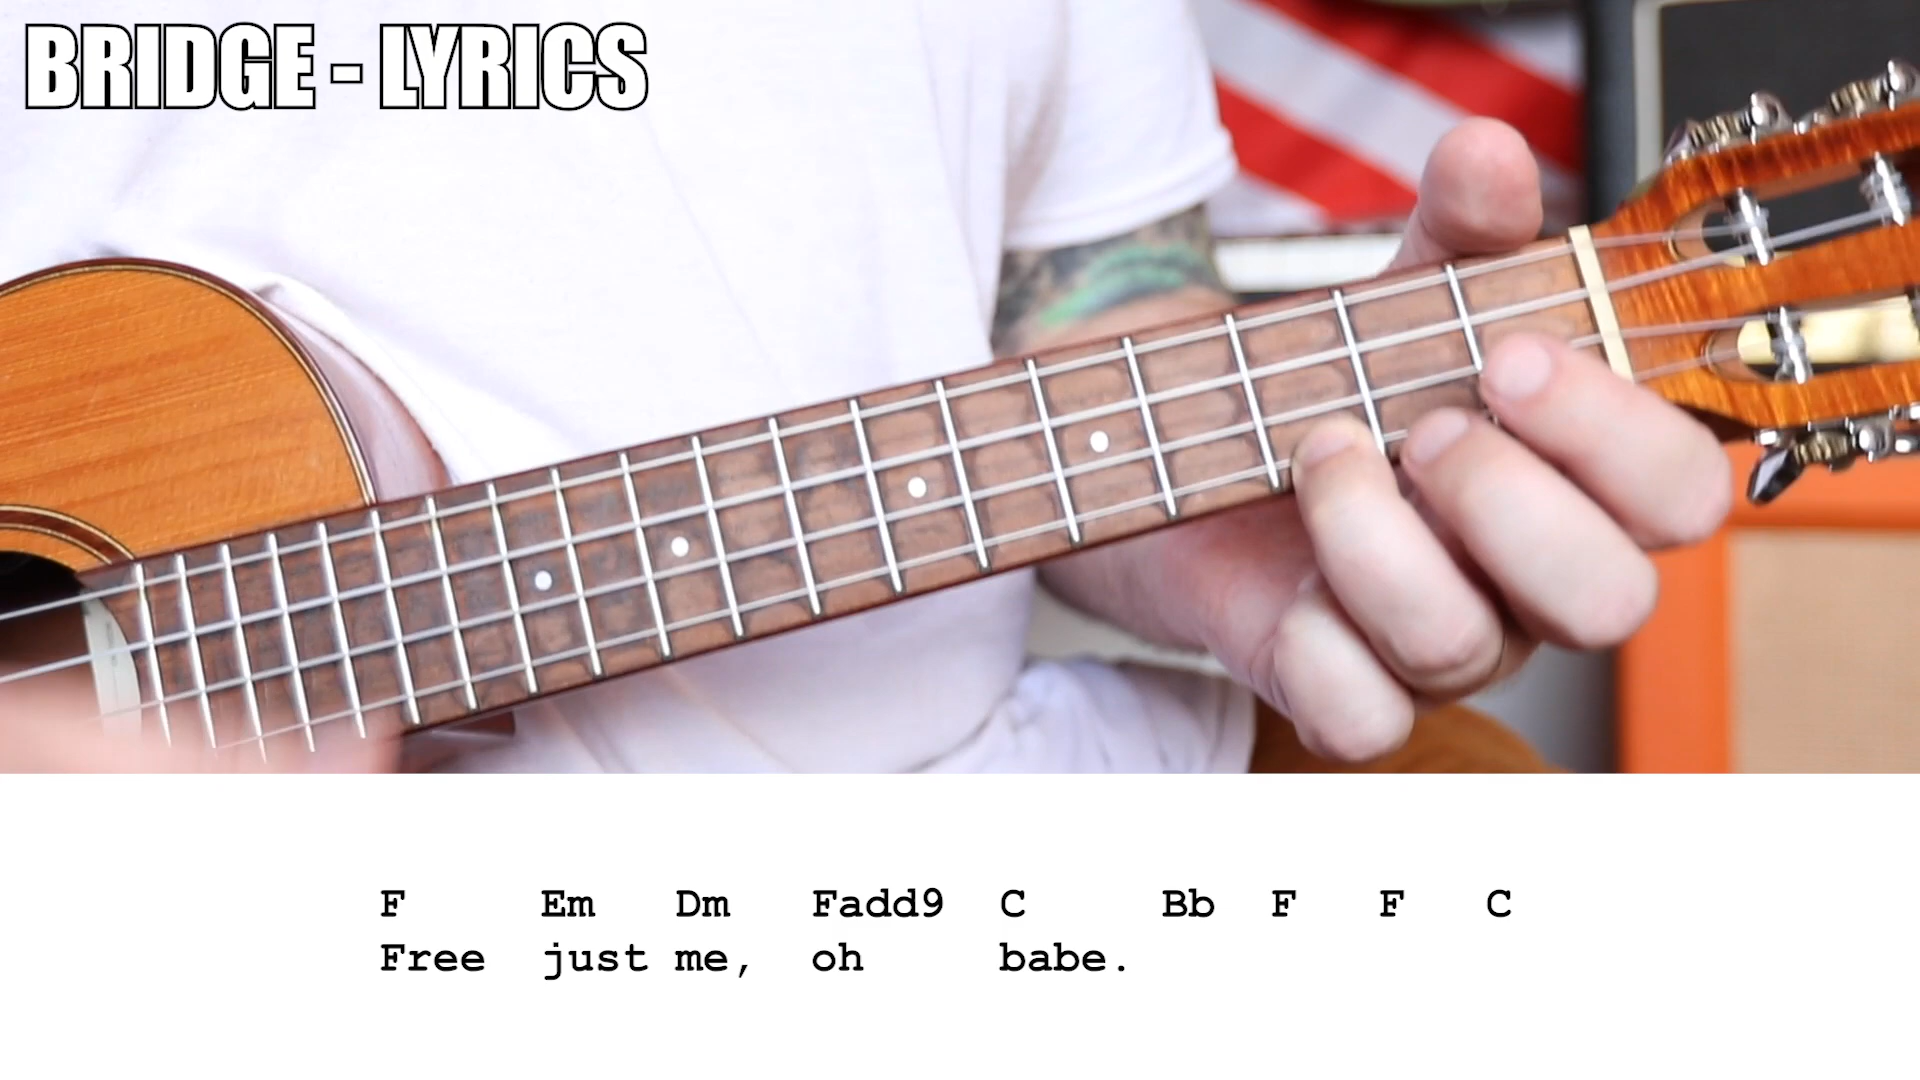 BRIDGE - LYRICS
F Em Dm Fadd9 C Bb F F C
Free just me, oh babe.